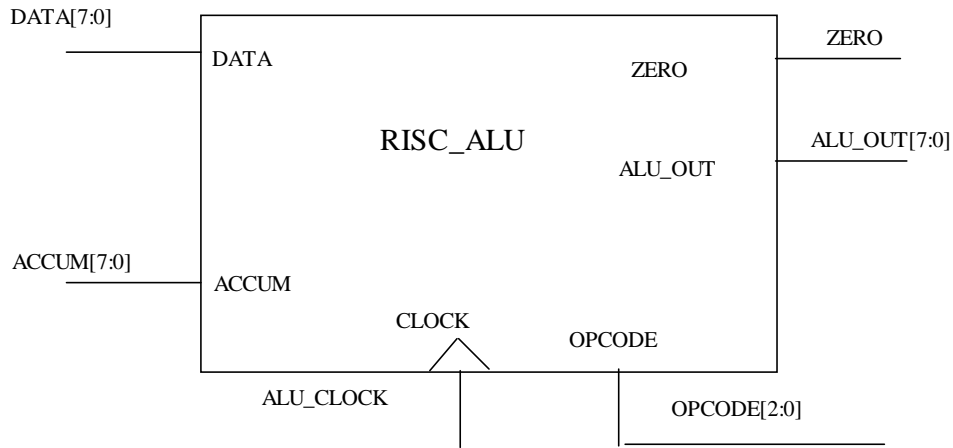 DATA[7:0]
DATA
ZERO
ZERO
RISC_ALU
ALU_OUT[7:0]
ALU_OUT
ACCUM[7:0]
ACCUM
CLOCK
OPCODE
ALU_CLOCK
OPCODE[2:0]